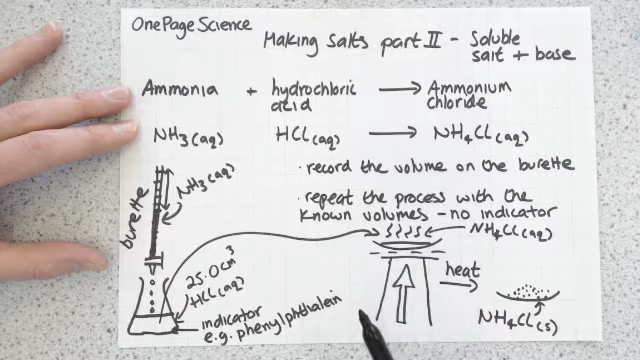 OnePageScience
Making Salts part II - Soluble
salt + base
Ammonia + hydrochloric → Ammonium
acid chloride
NH3(aq) HCl(aq) → NH4Cl(aq)
· record the volume on the burette
· repeat the process with the
known volumes - no indicator
burette
NH3(aq)
NH4Cl(aq)
25.0cm3
HCl(aq)
heat
indicator
e.g. phenylphthalein
NH4Cl(s)